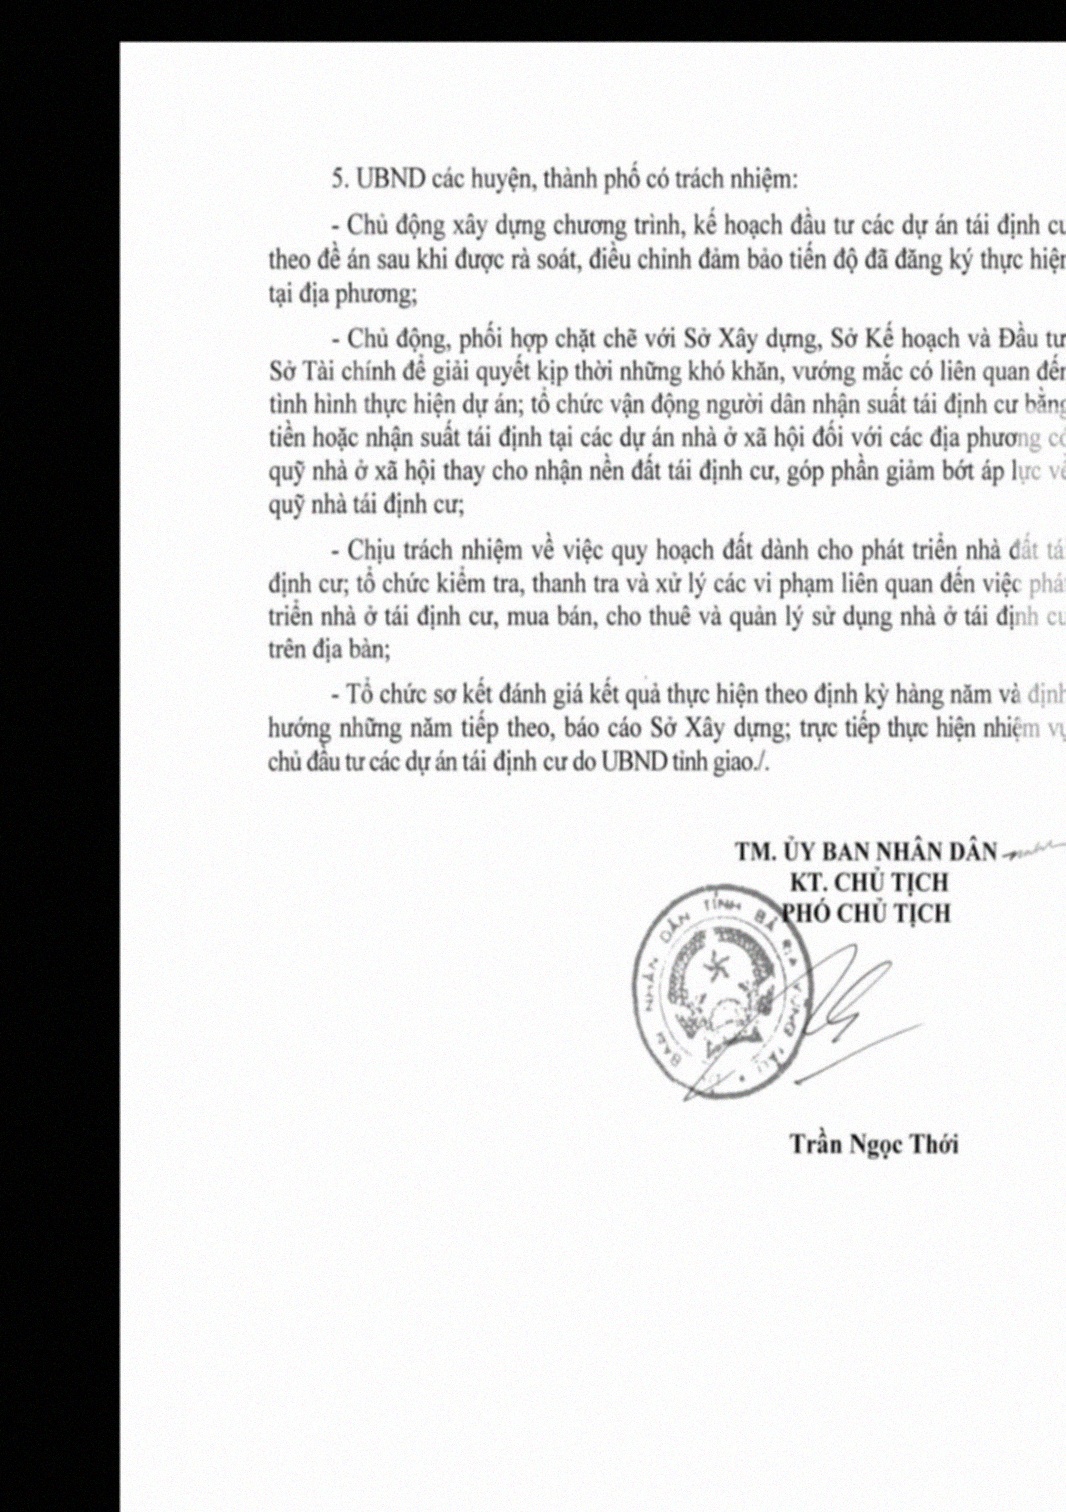 5. UBND các huyện, thành phố có trách nhiệm:
- Chủ động xây dựng chương trình, kế hoạch đầu tư các dự án tái định cư
theo đề án sau khi được rà soát, điều chỉnh đảm bảo tiến độ đã đăng ký thực hiện
tại địa phương;
- Chủ động, phối hợp chặt chẽ với Sở Xây dựng, Sở Kế hoạch và Đầu tư
Sở Tài chính để giải quyết kịp thời những khó khăn, vướng mắc có liên quan đến
tình hình thực hiện dự án; tổ chức vận động người dân nhận suất tái định cư bằng
tiền hoặc nhận suất tái định tại các dự án nhà ở xã hội đối với các địa phương có
quỹ nhà ở xã hội thay cho nhận nền đất tái định cư, góp phần giảm bớt áp lực về
quỹ nhà tái định cư;
- Chịu trách nhiệm về việc quy hoạch đất dành cho phát triển nhà đất tái
định cư; tổ chức kiểm tra, thanh tra và xử lý các vi phạm liên quan đến việc phát
triển nhà ở tái định cư, mua bán, cho thuê và quản lý sử dụng nhà ở tái định cư
trên địa bàn;
- Tổ chức sơ kết đánh giá kết quả thực hiện theo định kỳ hàng năm và định
hướng những năm tiếp theo, báo cáo Sở Xây dựng; trực tiếp thực hiện nhiệm vụ
chủ đầu tư các dự án tái định cư do UBND tỉnh giao./.
TM. ỦY BAN NHÂN DÂN
KT. CHỦ TỊCH
PHÓ CHỦ TỊCH
BAN NHÂN DÂN TỈNH BÀ RỊA VŨNG TÀU
Trần Ngọc Thới